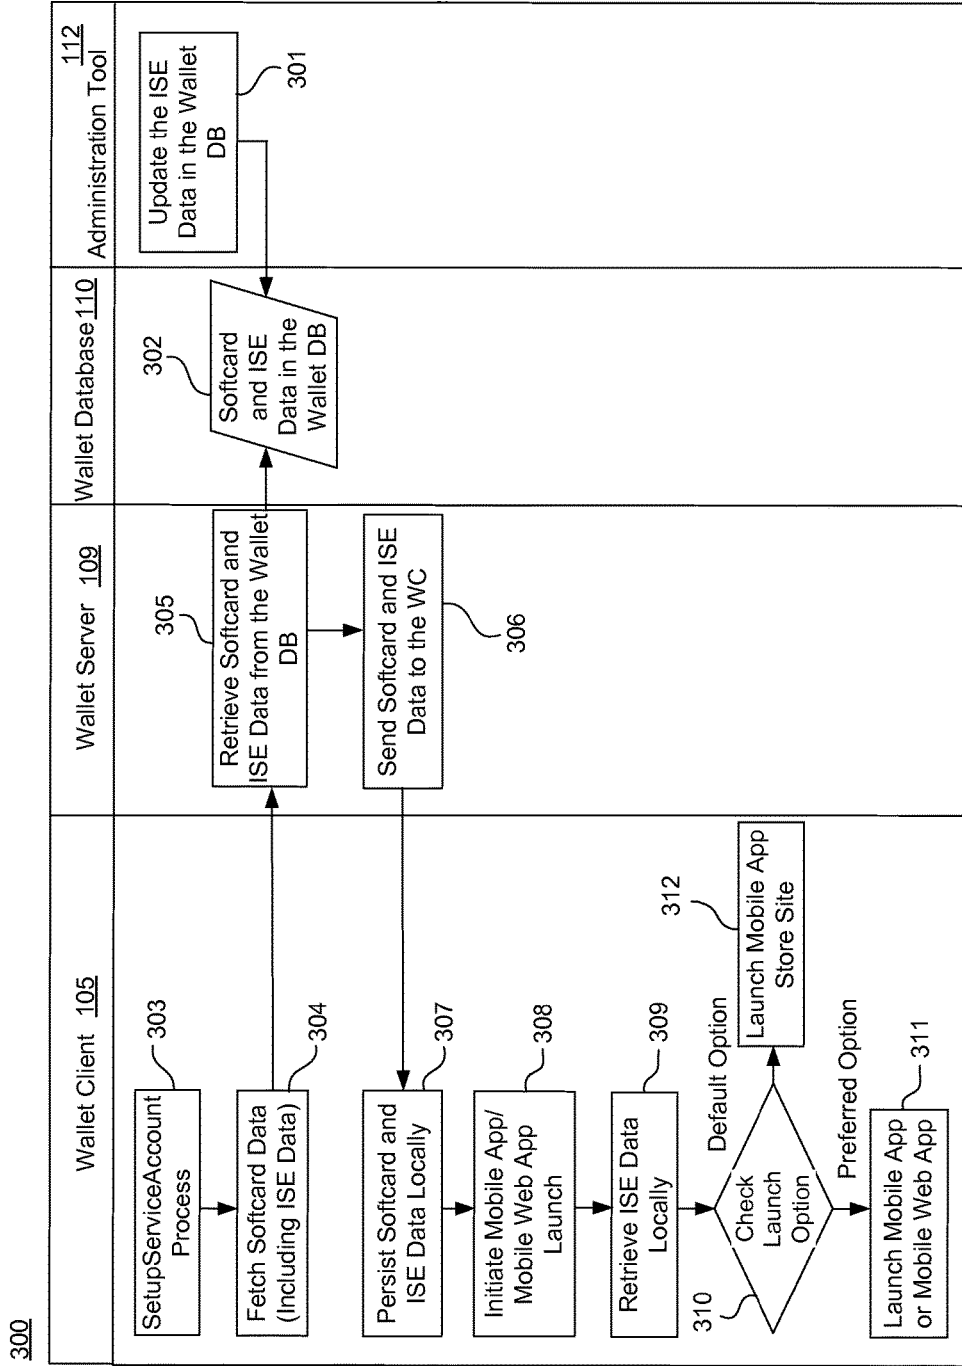 300
Wallet Client 105
Wallet Server 109
Wallet Database110
112
Administration Tool
SetupServiceAccount
Process
303
Fetch Softcard Data
(Including ISE Data)
304
305
Retrieve Softcard and
ISE Data from the Wallet
DB
302
Softcard
and ISE
Data in the
Wallet DB
Update the ISE
Data in the Wallet
DB
301
Send Softcard and ISE
Data to the WC
306
Persist Softcard and
ISE Data Locally
307
Initiate Mobile App/
Mobile Web App
Launch
308
Retrieve ISE Data
Locally
309
310
Check
Launch
Option
Default Option
312
Launch Mobile App
Store Site
Preferred Option
Launch Mobile App
or Mobile Web App
311